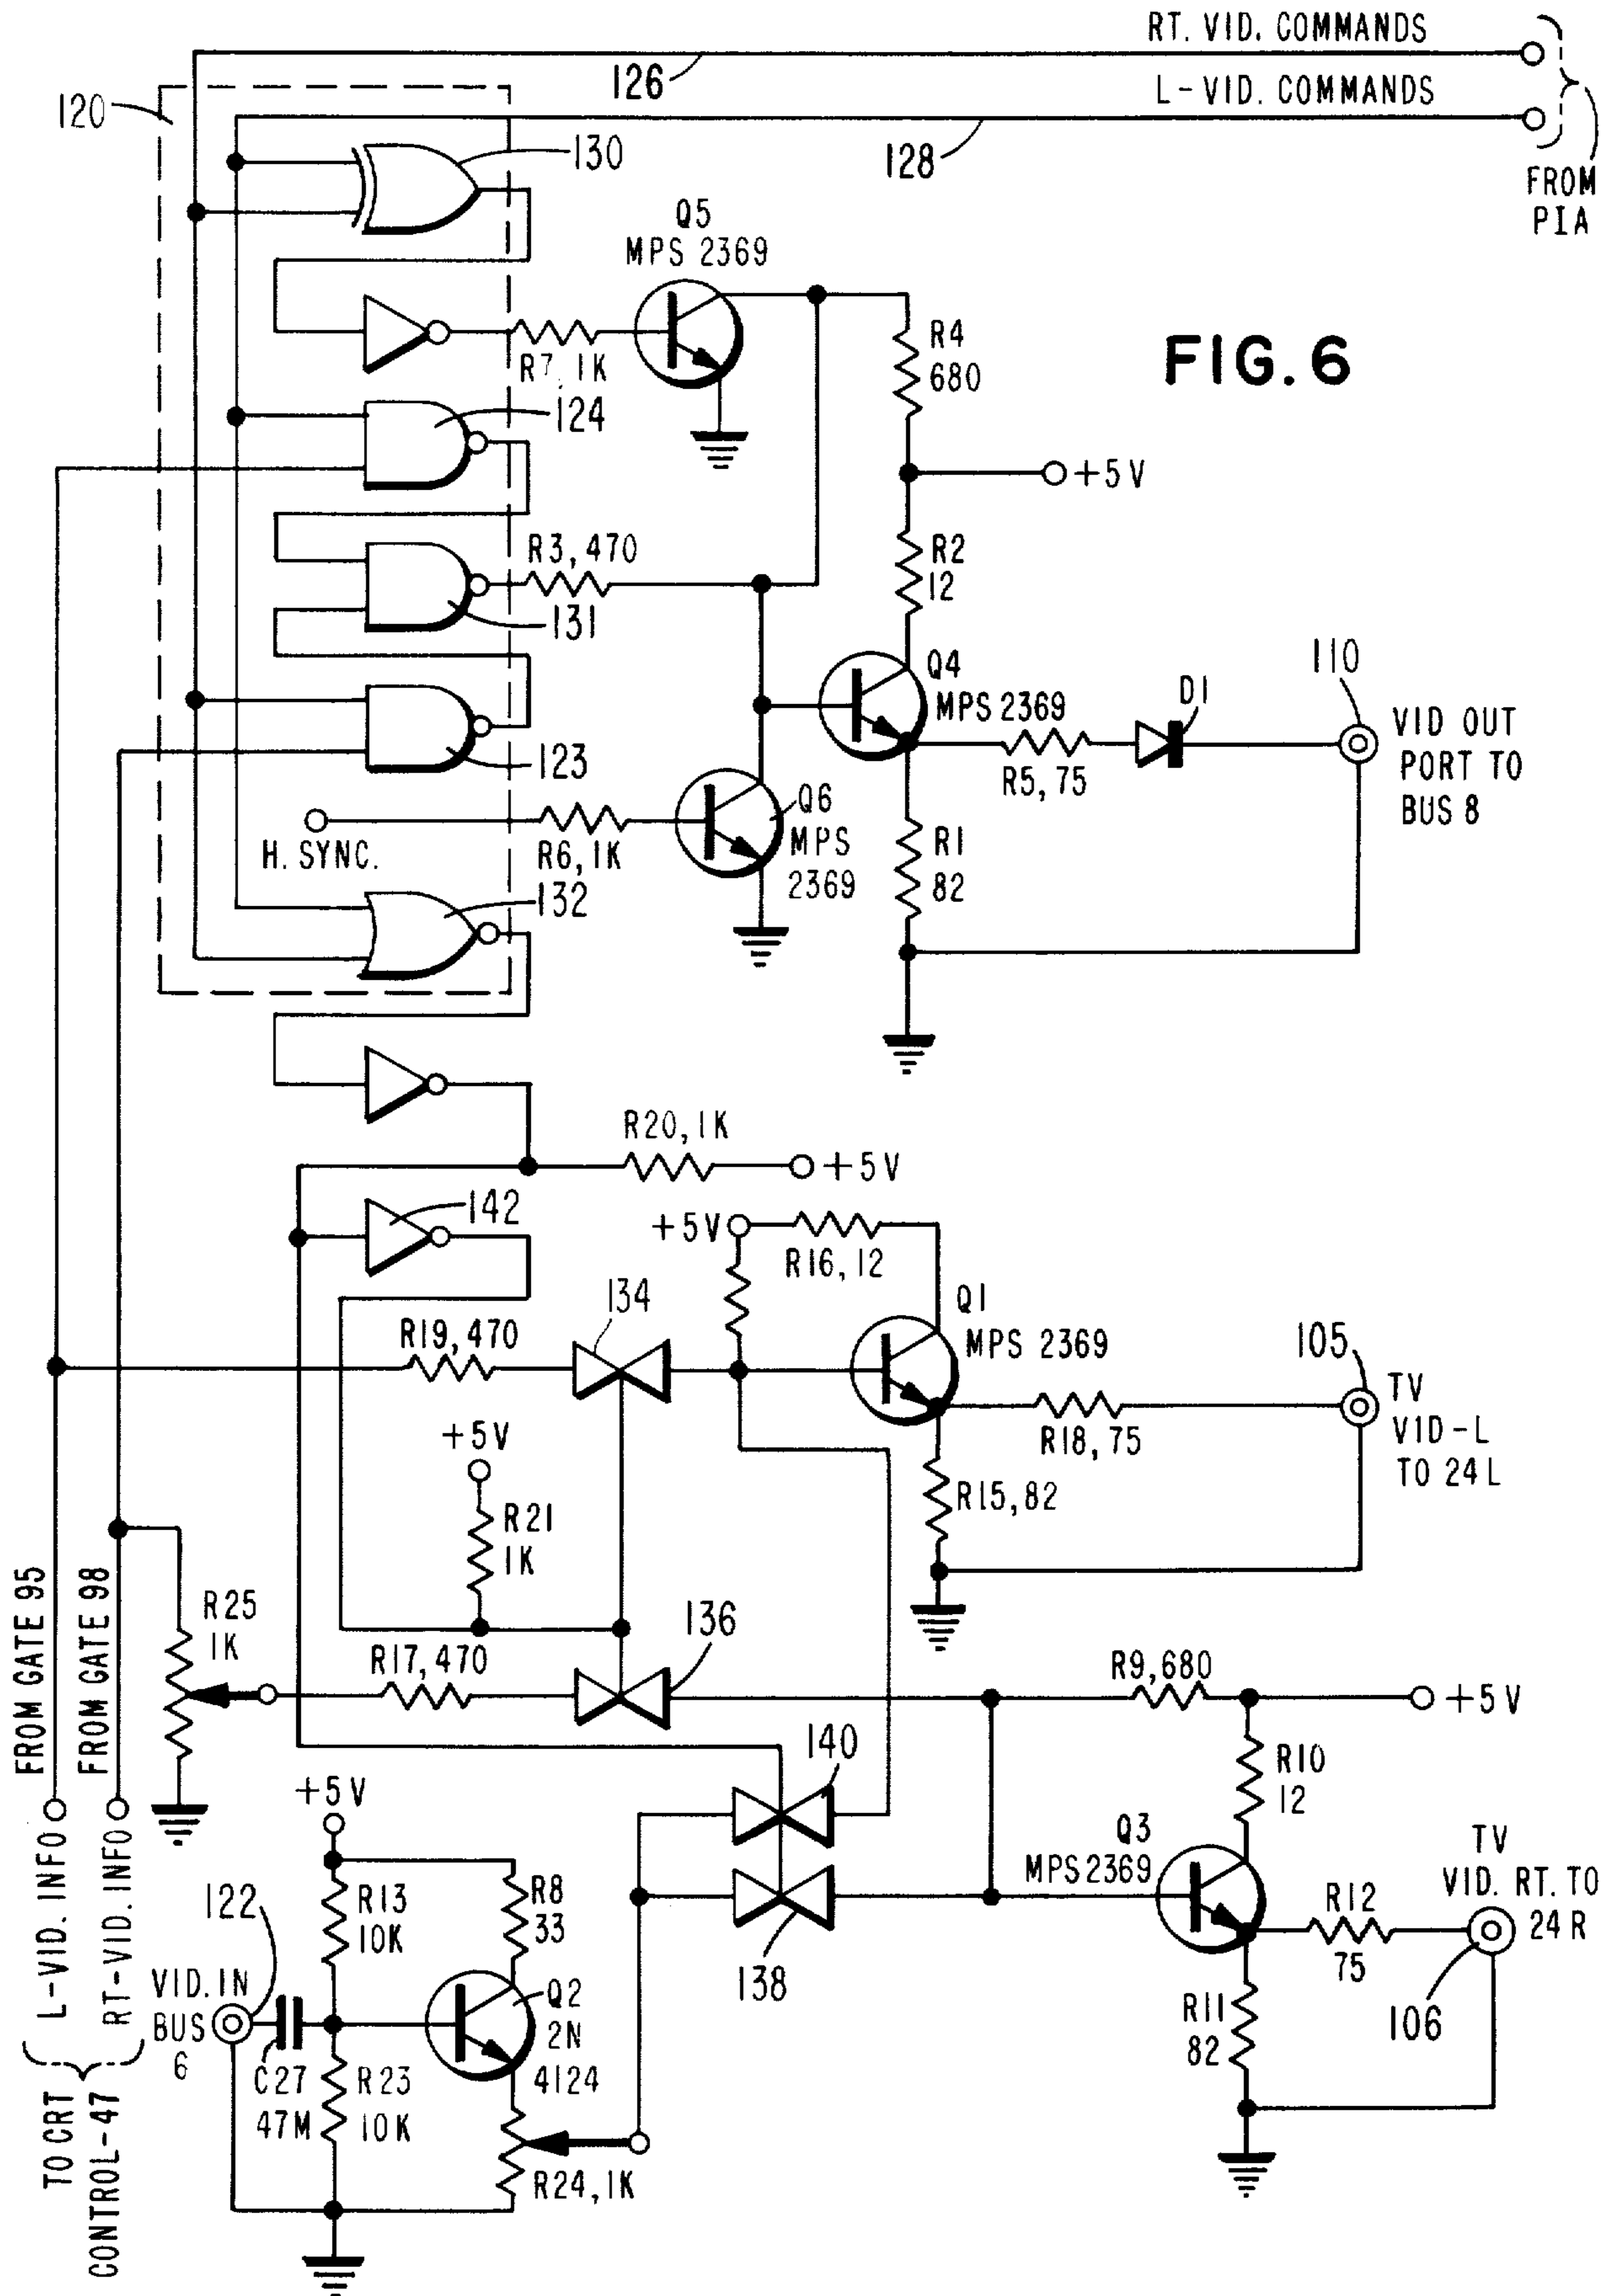 RT. VID. COMMANDS
126
L-VID. COMMANDS
120
128
130
FROM
PIA
Q5
MPS 2369
FIG. 6
R4
680
R7, 1K
124
+5V
R3, 470
R2
12
131
Q4
MPS 2369
110
D1
VID OUT
PORT TO
BUS 8
R5, 75
123
H. SYNC.
R6, 1K
Q6
MPS
2369
R1
82
132
R20, 1K
+5V
142
+5V
R16, 12
134
R19, 470
Q1
MPS 2369
105
TV
VID-L
TO 24L
R18, 75
+5V
R21
1K
R15, 82
FROM GATE 95
FROM GATE 98
R25
1K
R17, 470
136
R9, 680
+5V
140
R10
12
+5V
Q3
MPS2369
TV
VID. RT. TO
24R
R12
75
L-VID. INFO
RT-VID. INFO
122
R13
10K
R8
33
138
VID. IN
BUS
6
Q2
2N
4124
R11
82
106
C27
47M
R23
10K
R24, 1K
TO CRT
CONTROL-47